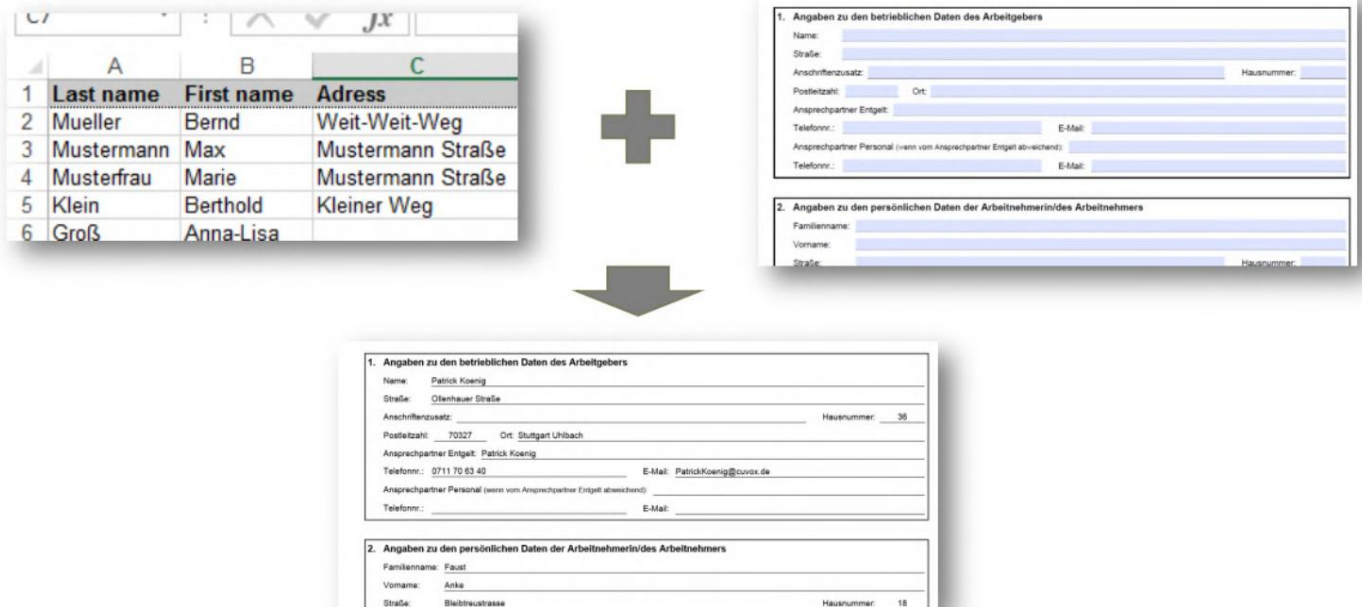 C7 fx
A B C
1 Last name First name Adress
2 Mueller Bernd Weit-Weit-Weg
3 Mustermann Max Mustermann Straße
4 Musterfrau Marie Mustermann Straße
5 Klein Berthold Kleiner Weg
6 Groß Anna-Lisa
1. Angaben zu den betrieblichen Daten des Arbeitgebers
Name:
Straße:
Anschriftenzusatz: Hausnummer:
Postleitzahl: Ort:
Ansprechpartner Entgelt:
Telefonnr.: E-Mail:
Ansprechpartner Personal (wenn vom Ansprechpartner Entgelt abweichend):
Telefonnr.: E-Mail:
2. Angaben zu den persönlichen Daten der Arbeitnehmerin/des Arbeitnehmers
Familienname:
Vorname:
Straße: Hausnummer:
1. Angaben zu den betrieblichen Daten des Arbeitgebers
Name: Patrick Koenig
Straße: Ollenhauer Straße
Anschriftenzusatz: Hausnummer: 36
Postleitzahl: 70327 Ort: Stuttgart Uhlbach
Ansprechpartner Entgelt: Patrick Koenig
Telefonnr.: 0711 70 63 40 E-Mail: PatrickKoenig@cuvox.de
Ansprechpartner Personal (wenn vom Ansprechpartner Entgelt abweichend):
Telefonnr.: E-Mail:
2. Angaben zu den persönlichen Daten der Arbeitnehmerin/des Arbeitnehmers
Familienname: Faust
Vorname: Anke
Straße: Bleibtreustrasse Hausnummer: 18